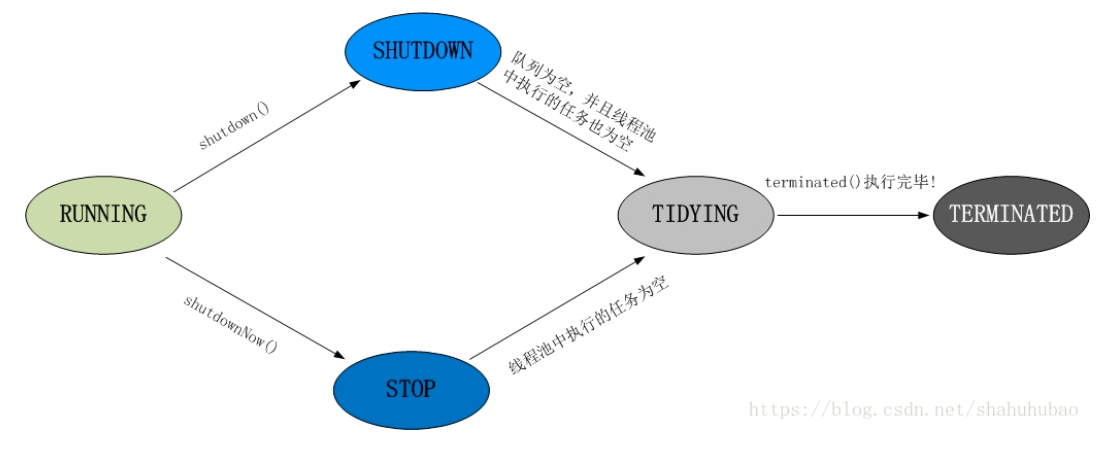 SHUTDOWN
队列为空，并且线程池
中执行的任务也为空
shutdown()
terminated()执行完毕!
RUNNING
TIDYING
TERMINATED
shutdownNow()
线程池中执行的任务为空
STOP
https://blog.csdn.net/shahuhubao